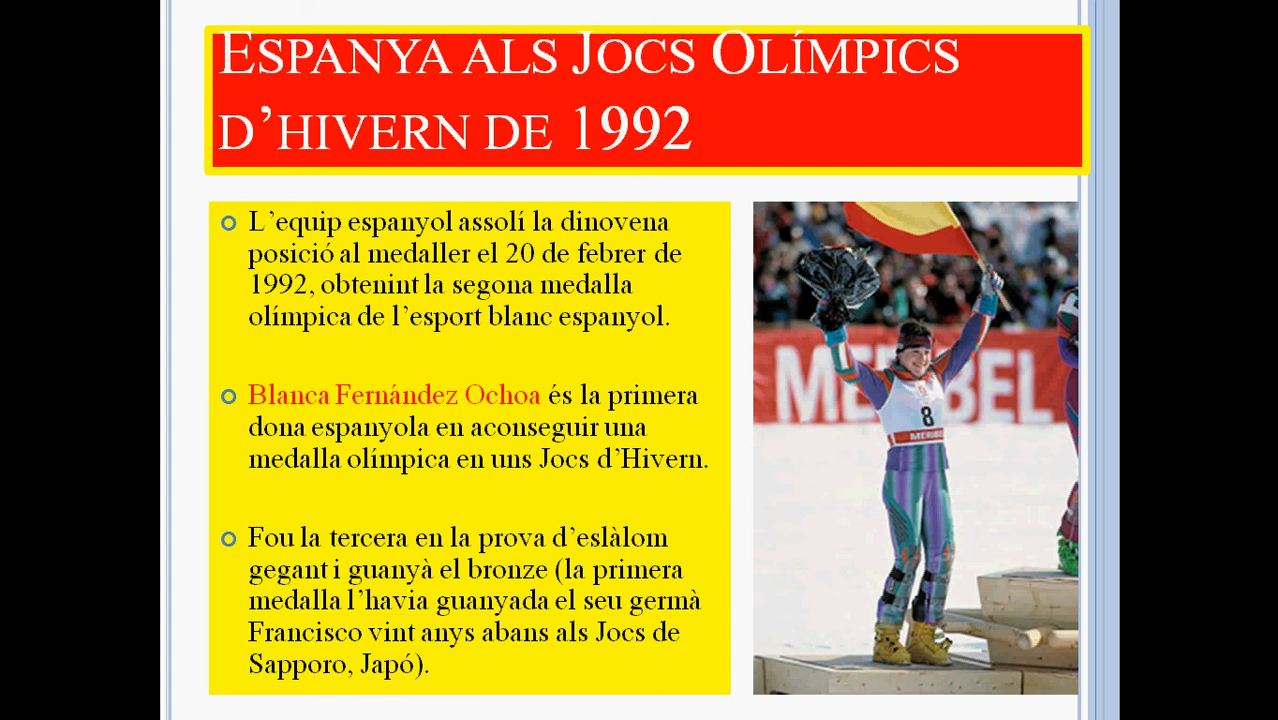 ESPANYA ALS JOCS OLÍMPICS
D’HIVERN DE 1992
L’equip espanyol assolí la dinovena
posició al medaller el 20 de febrer de
1992, obtenint la segona medalla
olímpica de l’esport blanc espanyol.
Blanca Fernández Ochoa és la primera
dona espanyola en aconseguir una
medalla olímpica en uns Jocs d’Hivern.
Fou la tercera en la prova d’eslàlom
gegant i guanyà el bronze (la primera
medalla l’havia guanyada el seu germà
Francisco vint anys abans als Jocs de
Sapporo, Japó).
MERIBEL
8
MERIBEL